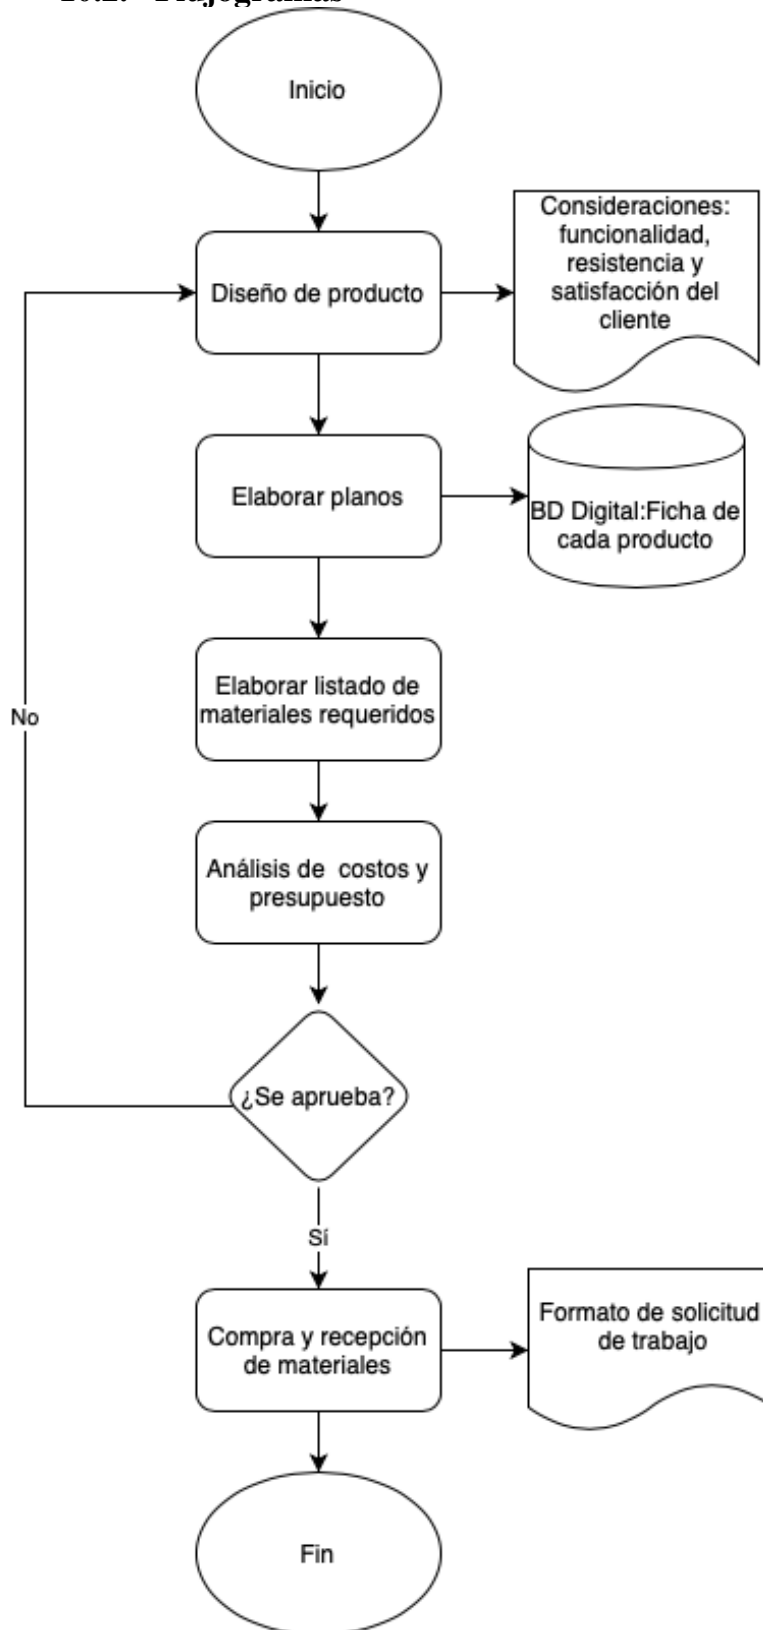 Inicio
Diseño de producto
Consideraciones:
funcionalidad,
resistencia y
satisfacción del
cliente
Elaborar planos
BD Digital:Ficha de
cada producto
Elaborar listado de
materiales requeridos
No
Análisis de  costos y
presupuesto
¿Se aprueba?
Sí
Compra y recepción
de materiales
Formato de solicitud
de trabajo
Fin